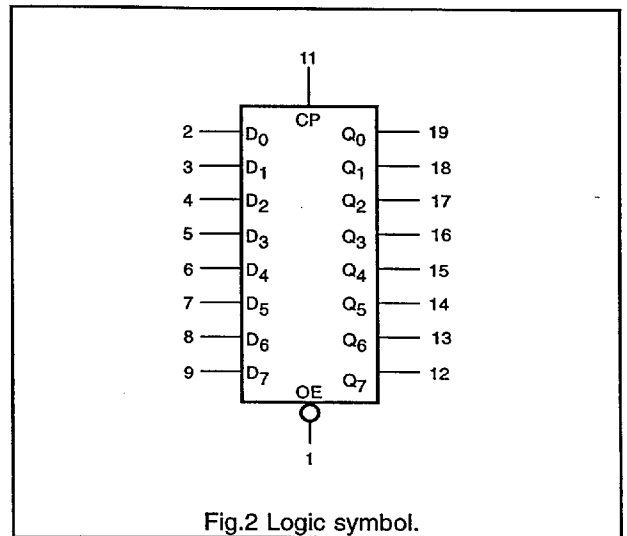 11
CP
2 D0 Q0 19
3 D1 Q1 18
4 D2 Q2 17
5 D3 Q3 16
6 D4 Q4 15
7 D5 Q5 14
8 D6 Q6 13
9 D7 Q7 12
OE
1
Fig.2 Logic symbol.